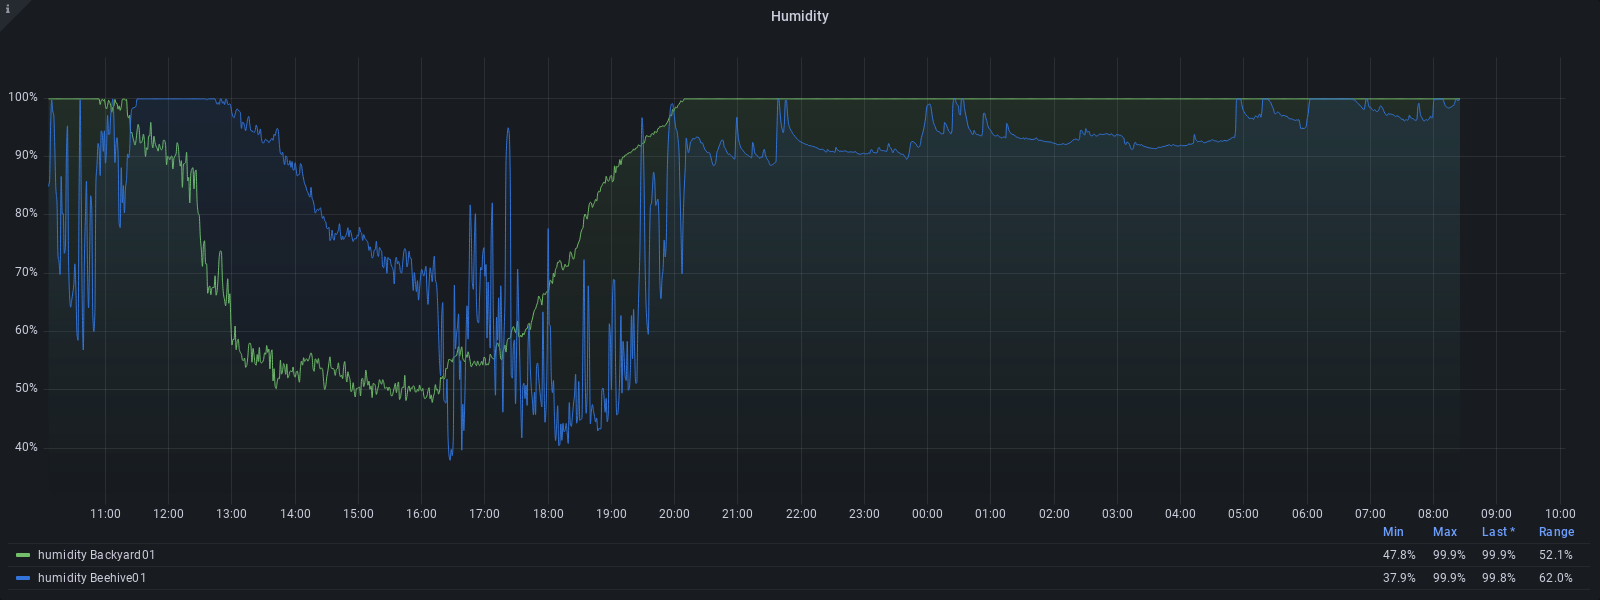 i
Humidity
100%
90%
80%
70%
60%
50%
40%
11:00 12:00 13:00 14:00 15:00 16:00 17:00 18:00 19:00 20:00 21:00 22:00 23:00 00:00 01:00 02:00 03:00 04:00 05:00 06:00 07:00 08:00 09:00 10:00
Min Max Last * Range
humidity Backyard01 47.8% 99.9% 99.9% 52.1%
humidity Beehive01 37.9% 99.9% 99.8% 62.0%